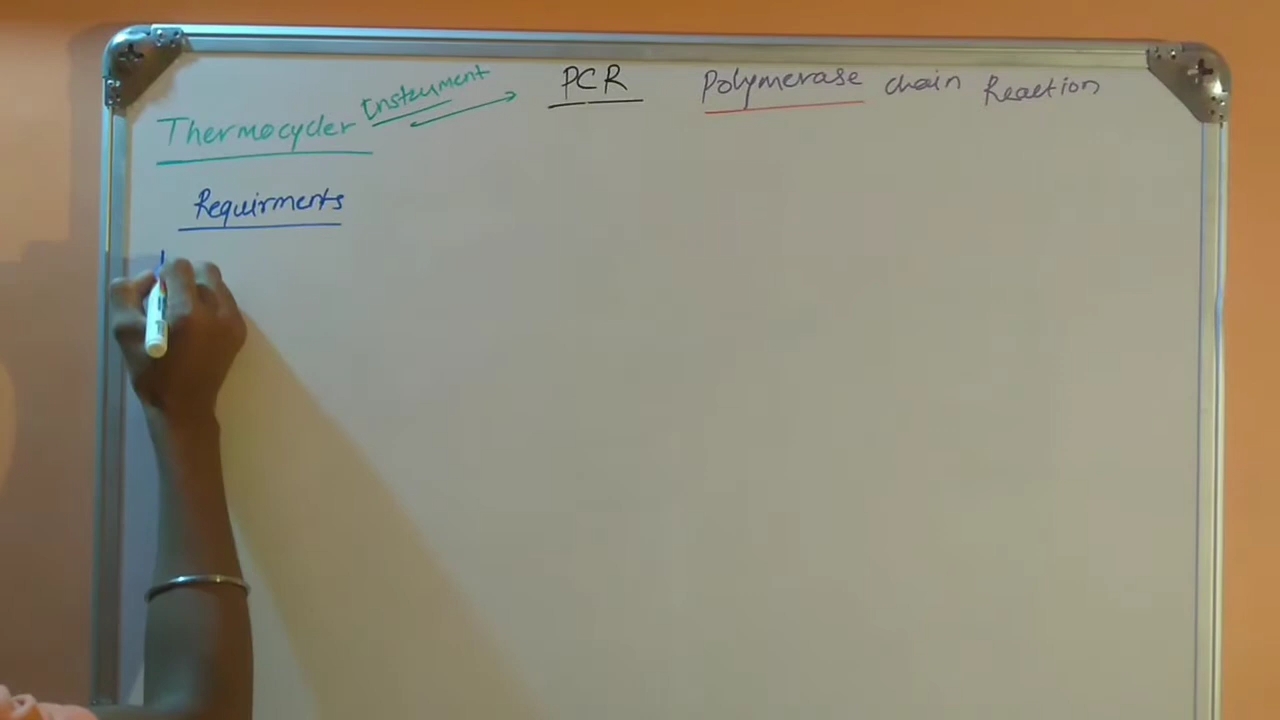 PCR Polymerase chain Reaction
Instrument
Thermocycler
Requirments